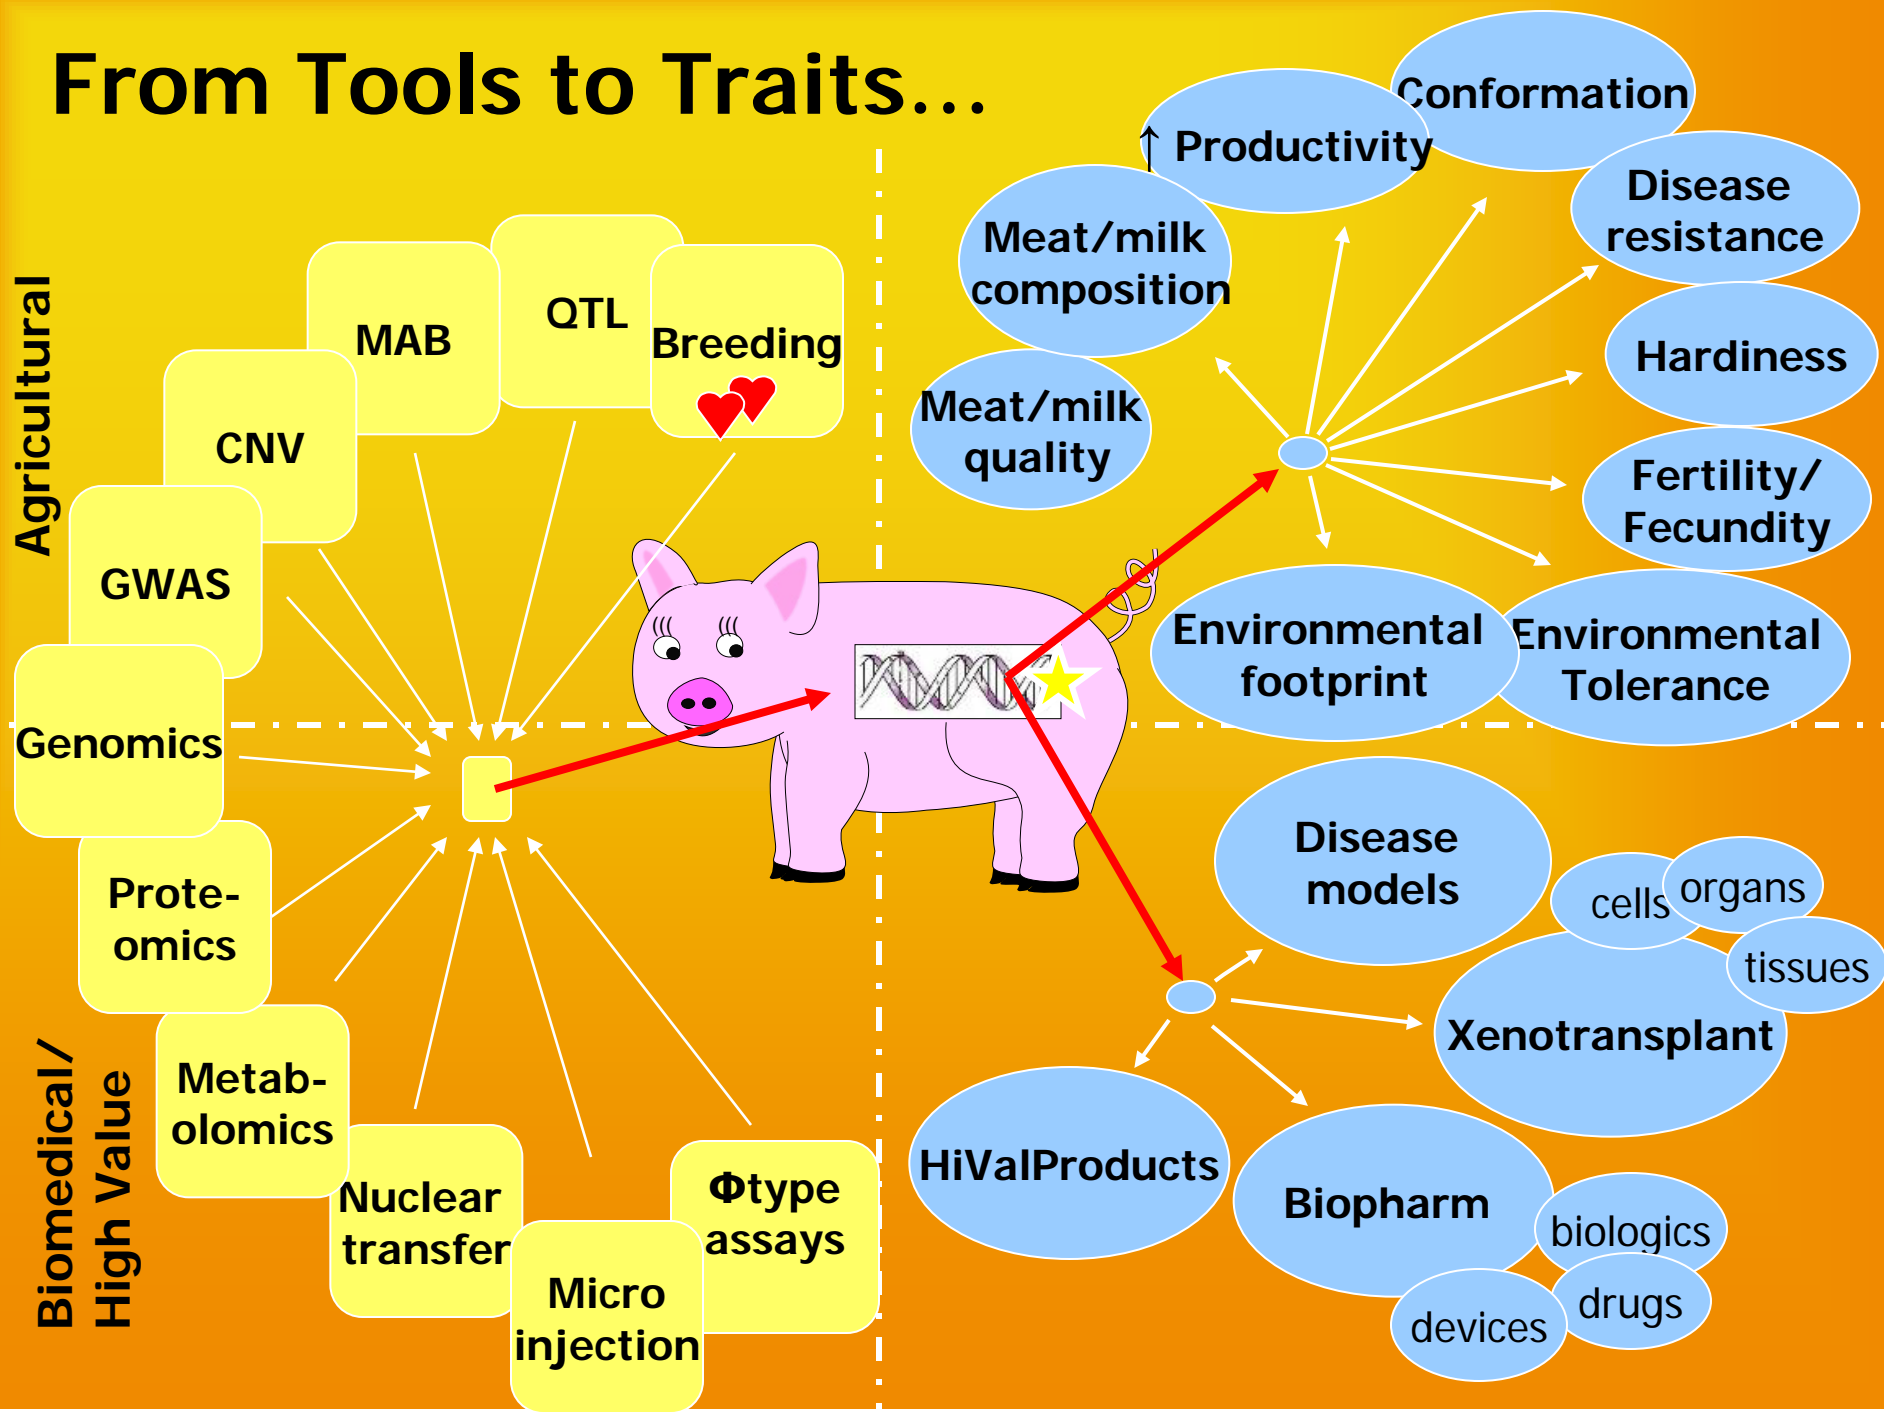 From Tools to Traits...
Agricultural
Biomedical/
High Value
Breeding
QTL
MAB
CNV
GWAS
Genomics
Prote-
omics
Metab-
olomics
Nuclear
transfer
Micro
injection
Φtype
assays
Meat/milk
quality
Meat/milk
composition
↑ Productivity
Conformation
Disease
resistance
Hardiness
Fertility/
Fecundity
Environmental
Tolerance
Environmental
footprint
Disease
models
cells
organs
tissues
Xenotransplant
HiValProducts
Biopharm
biologics
drugs
devices